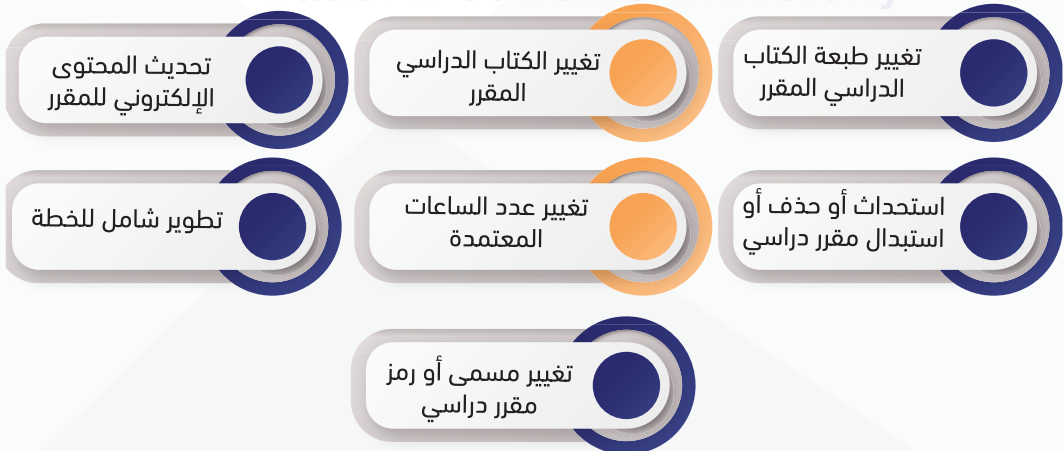 تغيير طبعة الكتاب
الدراسي المقرر
تغيير الكتاب الدراسي
المقرر
تحديث المحتوى
الإلكتروني للمقرر
استحداث أو حذف أو
استبدال مقرر دراسي
تغيير عدد الساعات
المعتمدة
تطوير شامل للخطة
تغيير مسمى أو رمز
مقرر دراسي